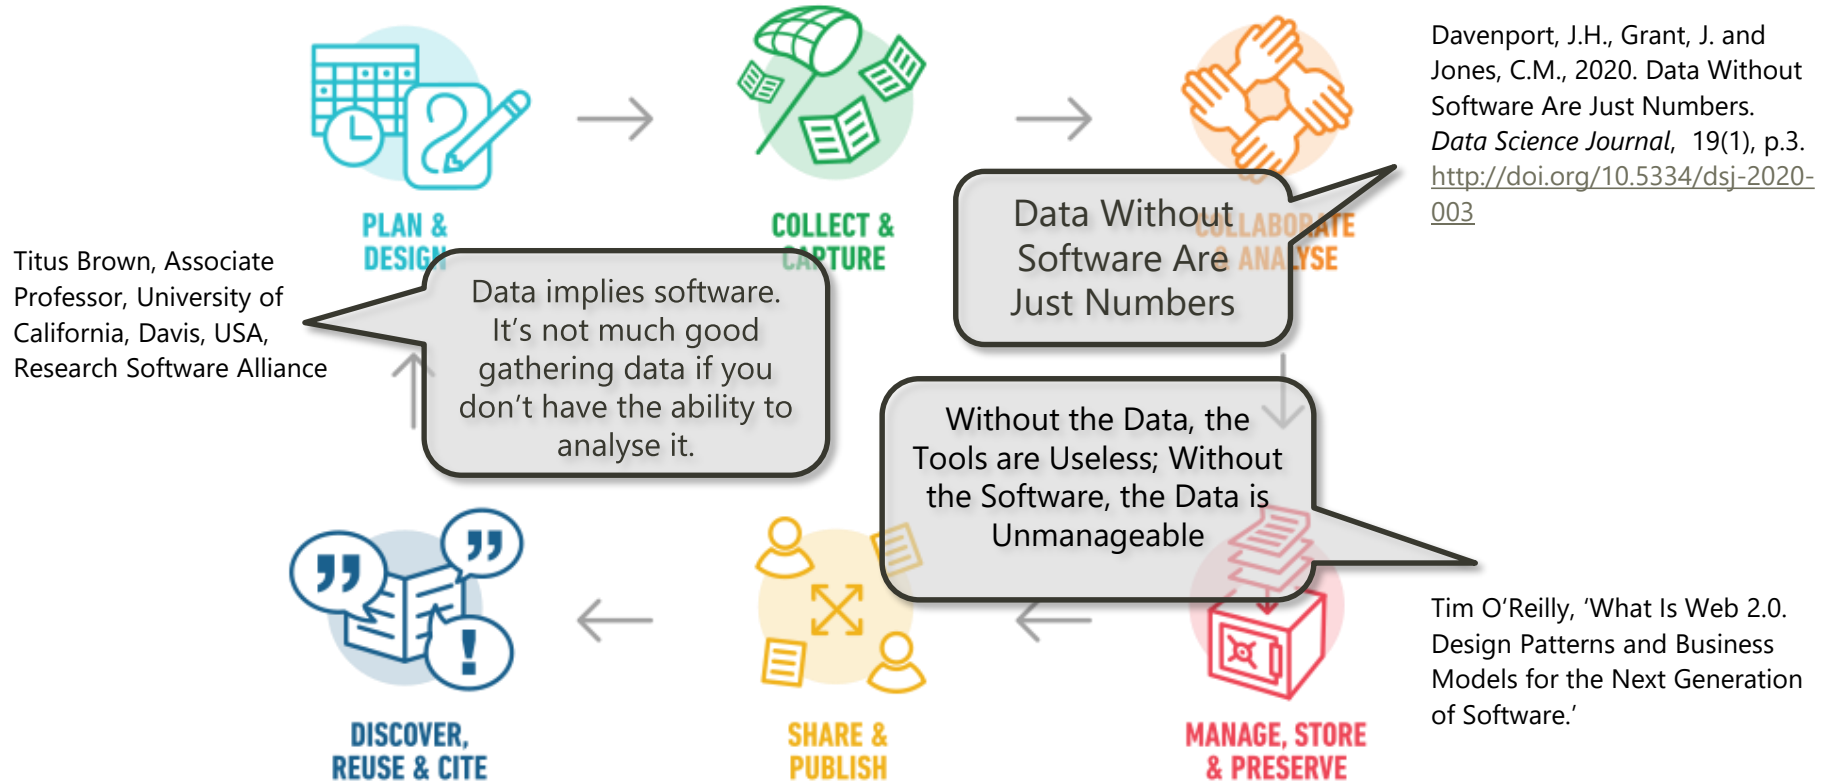 Davenport, J.H., Grant, J. and
Jones, C.M., 2020. Data Without
Software Are Just Numbers.
Data Science Journal, 19(1), p.3.
http://doi.org/10.5334/dsj-2020-
003
PLAN &
DESIGN
COLLECT &
CAPTURE
COLLABORATE
& ANALYSE
Data Without
Software Are
Just Numbers
Titus Brown, Associate
Professor, University of
California, Davis, USA,
Research Software Alliance
Data implies software.
It’s not much good
gathering data if you
don’t have the ability to
analyse it.
Without the Data, the
Tools are Useless; Without
the Software, the Data is
Unmanageable
Tim O’Reilly, ‘What Is Web 2.0.
Design Patterns and Business
Models for the Next Generation
of Software.’
DISCOVER,
REUSE & CITE
SHARE &
PUBLISH
MANAGE, STORE
& PRESERVE